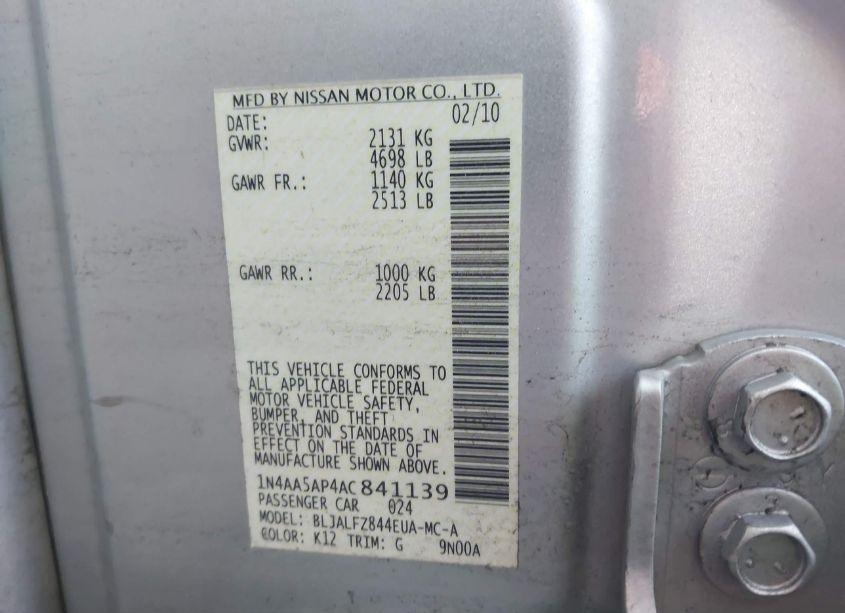 MFD BY NISSAN MOTOR CO., LTD.
DATE: 02/10
GVWR: 2131 KG
4698 LB
GAWR FR.: 1140 KG
2513 LB
GAWR RR.: 1000 KG
2205 LB
THIS VEHICLE CONFORMS TO
ALL APPLICABLE FEDERAL
MOTOR VEHICLE SAFETY,
BUMPER, AND THEFT
PREVENTION STANDARDS IN
EFFECT ON THE DATE OF
MANUFACTURE SHOWN ABOVE.
1N4AA5AP4AC841139
PASSENGER CAR 024
MODEL: BLJALFZ844EUA-MC-A
COLOR: K12 TRIM: G 9N00A